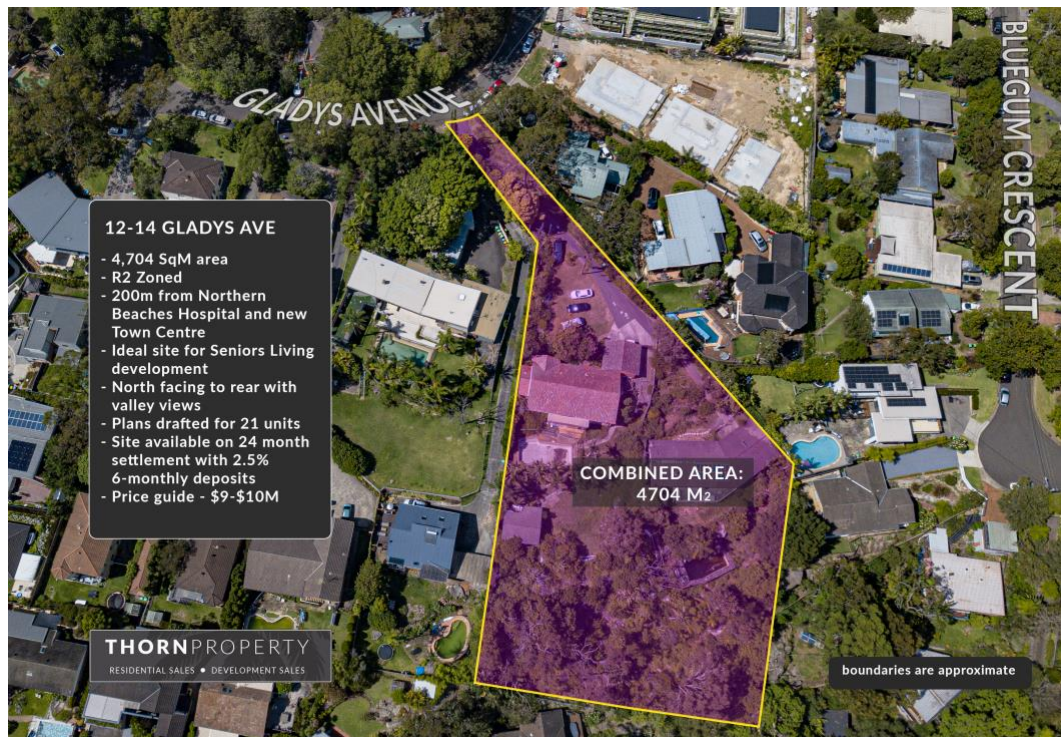 GLADYS AVENUE
BLUEGUM CRESCENT
12-14 GLADYS AVE
- 4,704 SqM area
- R2 Zoned
- 200m from Northern
Beaches Hospital and new
Town Centre
- Ideal site for Seniors Living
development
- North facing to rear with
valley views
- Plans drafted for 21 units
- Site available on 24 month
settlement with 2.5%
6-monthly deposits
- Price guide - $9-$10M
COMBINED AREA:
4704 M2
THORNPROPERTY
RESIDENTIAL SALES • DEVELOPMENT SALES
boundaries are approximate